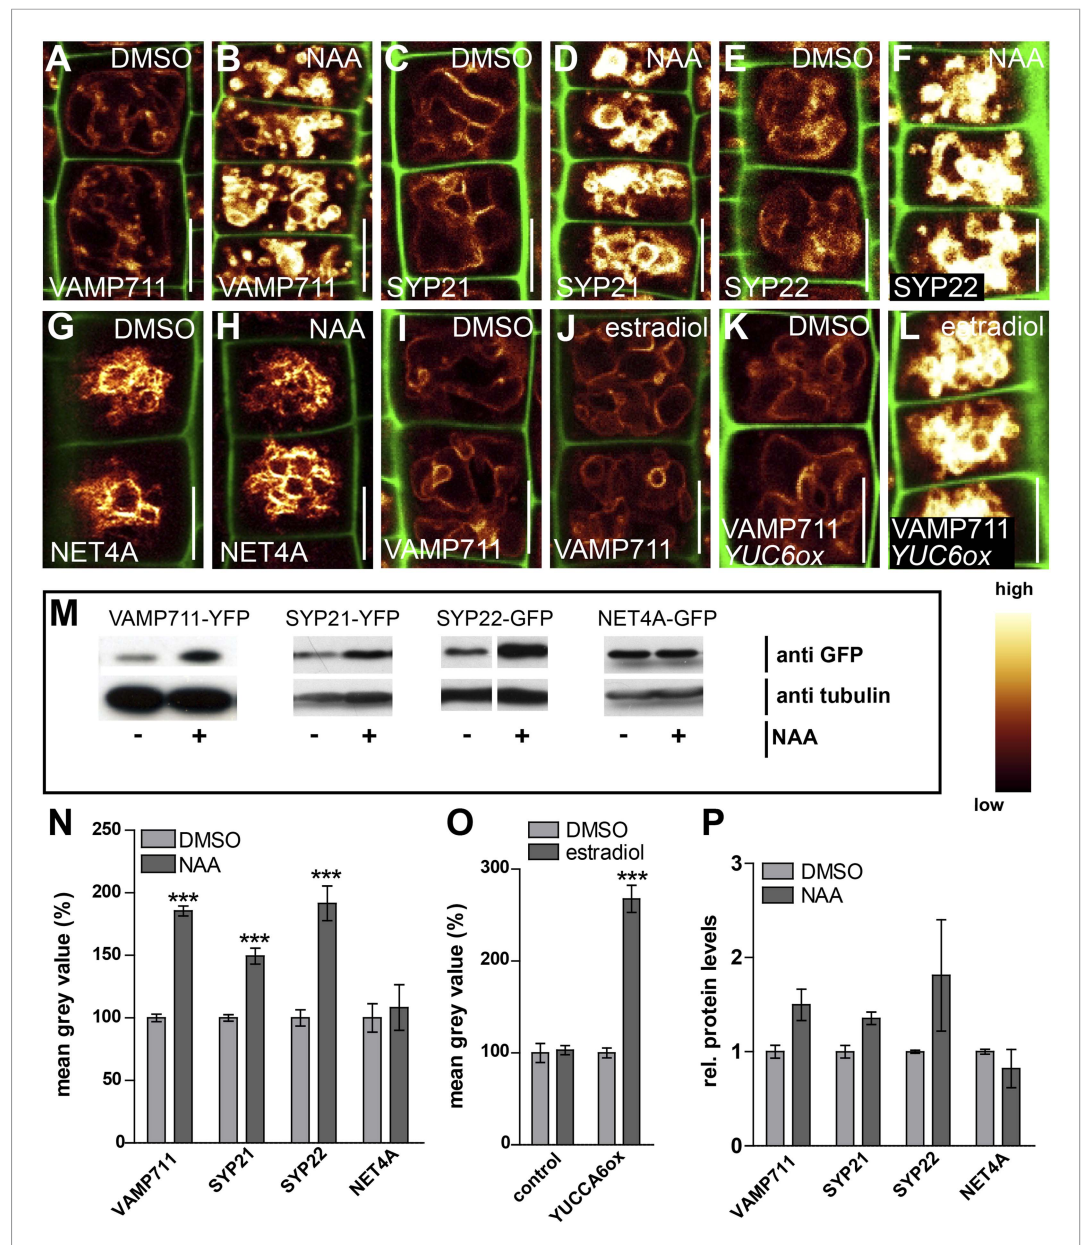 A DMSO B NAA C DMSO D NAA E DMSO F NAA
VAMP711 VAMP711 SYP21 SYP21 SYP22 SYP22
G DMSO H NAA I DMSO J estradiol K DMSO L estradiol
NET4A NET4A VAMP711 VAMP711 VAMP711 YUC6ox VAMP711 YUC6ox
M VAMP711-YFP SYP21-YFP SYP22-GFP NET4A-GFP
anti GFP
anti tubulin
- + - + - + - + NAA
high
low
N
250
200
150
100
50
0
mean grey value (%)
DMSO
NAA
***
***
***
VAMP711 SYP21 SYP22 NET4A
O
DMSO
estradiol
300
200
100
0
mean grey value (%)
***
control YUCCA6ox
P
3
2
1
0
rel. protein levels
DMSO
NAA
VAMP711 SYP21 SYP22 NET4A